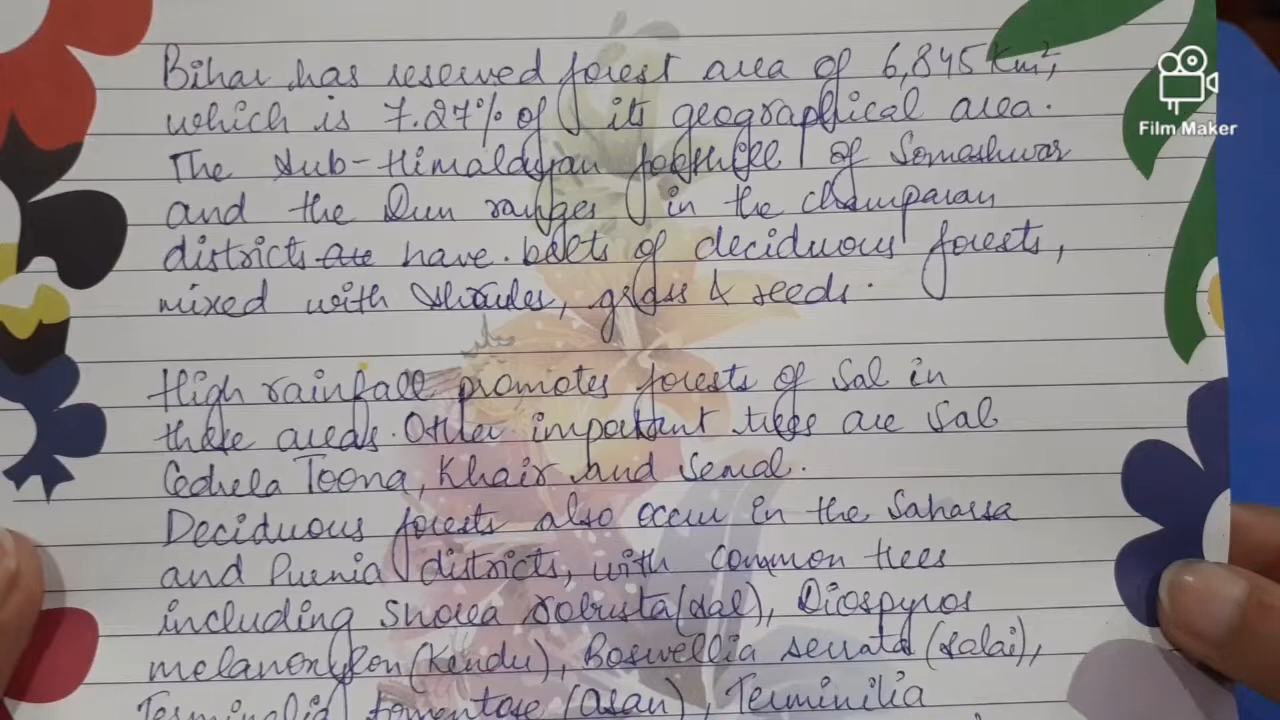 Bihar has reserved forest area of 6,845 Km²,
which is 7.27% of its geographical area.
The Sub-Himalayan foothill of Someshwar
and the Dun ranges in the champaran
districts are have belts of deciduous forests,
mixed with grass & seeds.
High rainfall promotes forests of Sal in
these areas. Other important trees are Sal
Cedrela Toona, Khair and Semal.
Deciduous forests also occur in the Saharsa
and Purnia districts, with common trees
including Shorea robusta (sal), Diospyros
melanoxylon (Kendu), Boswellia serrata (salai),
Terminalia tomentose (asan), Terminilia
Film Maker